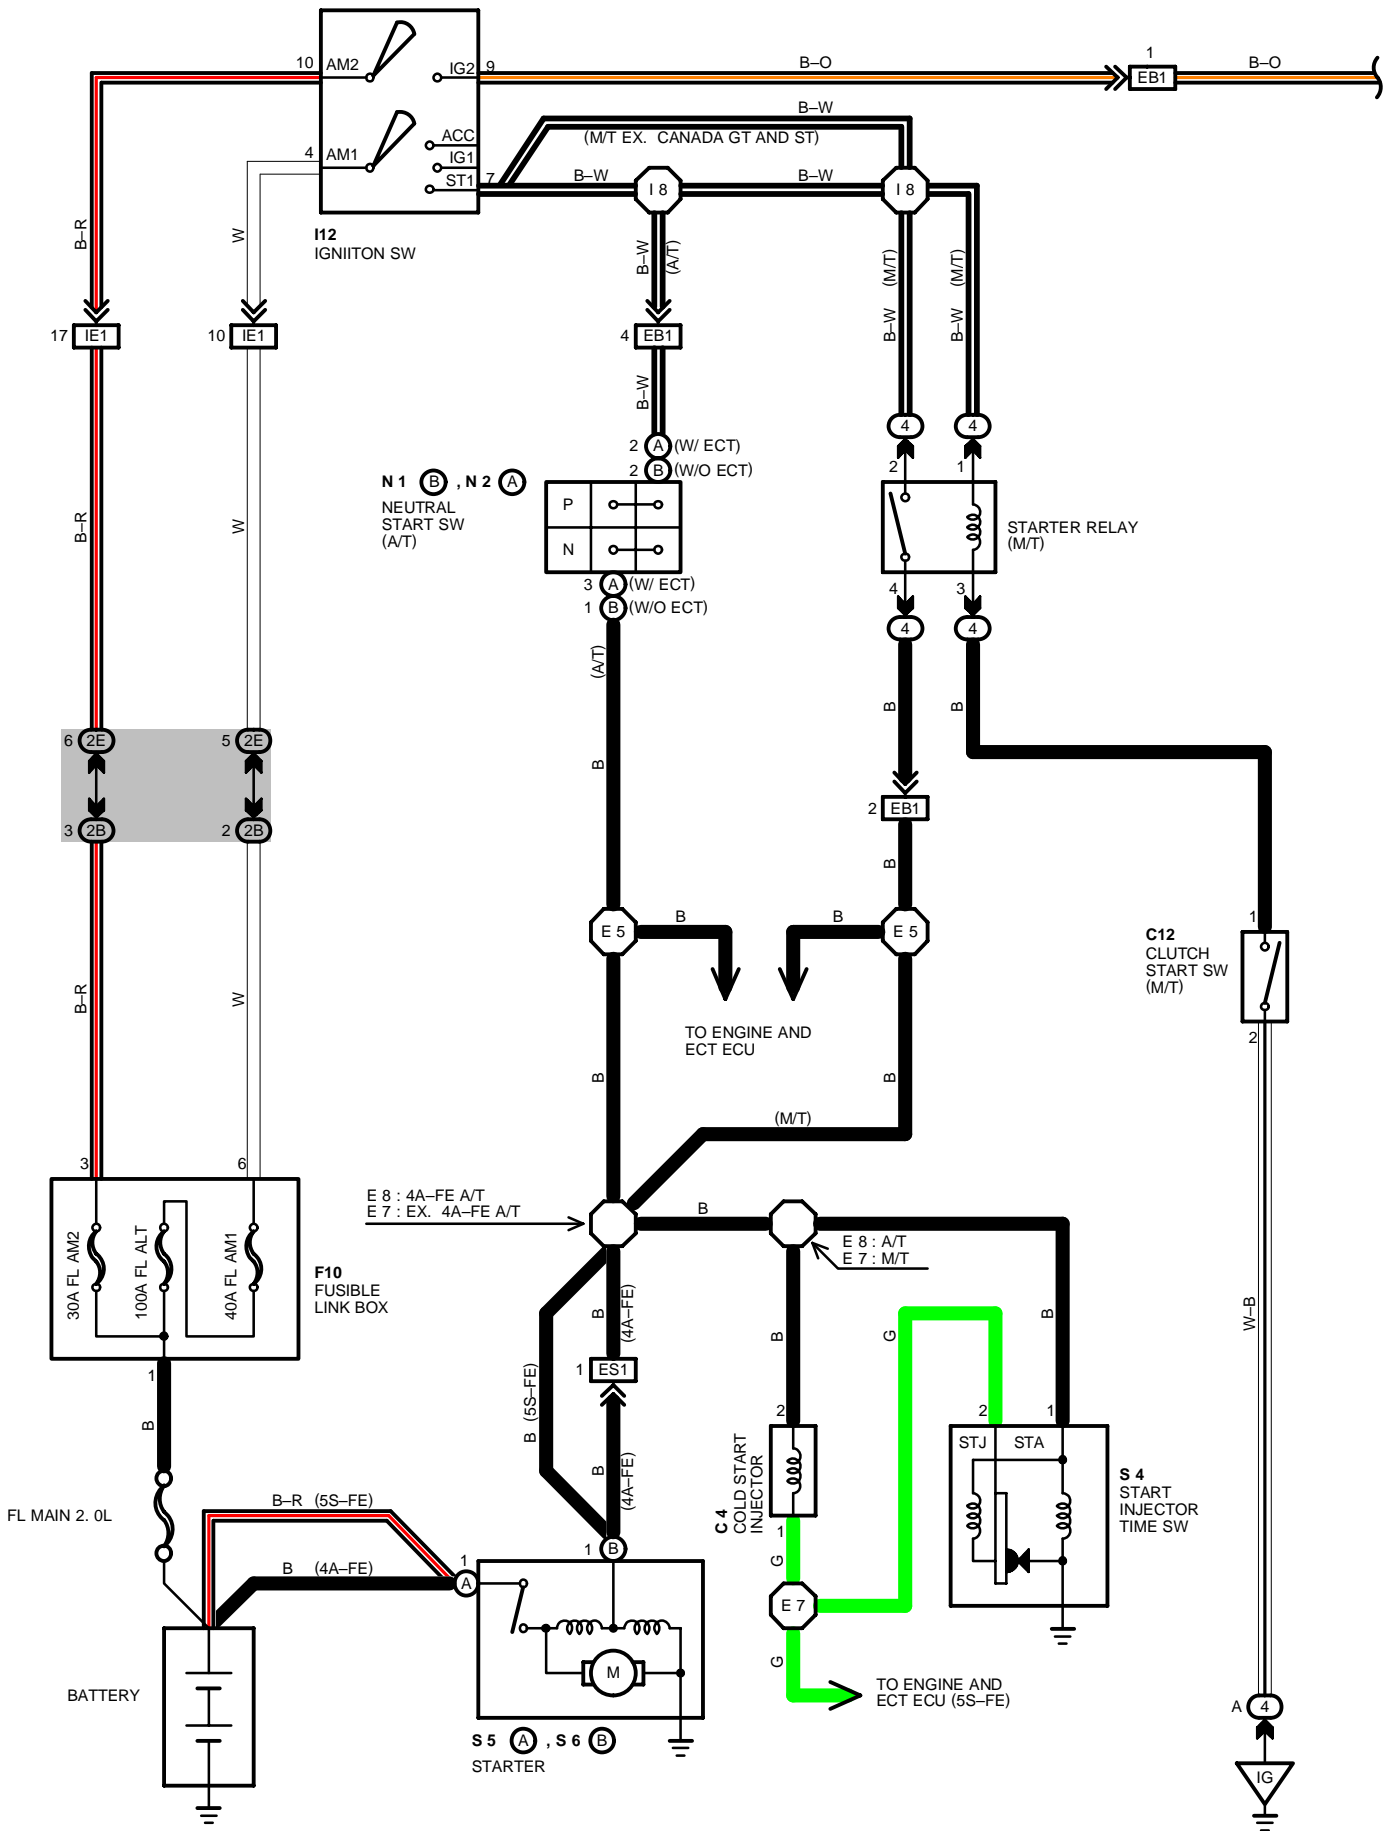 10
AM2
IG2
9
B–O
1
EB1
B–O
B–W
(M/T EX. CANADA GT AND ST)
4
AM1
ACC
IG1
ST1
7
B–W
I 8
B–W
I 8
I12
IGNIITON SW
B–R
W
B–W
(A/T)
(M/T)
(M/T)
17
IE1
10
IE1
4
EB1
B–W
B–W
B–W
2
A
(W/ ECT)
2
B
(W/O ECT)
4
4
2
1
N 1
B
, N 2
A
NEUTRAL
START SW
(A/T)
P
N
STARTER RELAY
(M/T)
B–R
W
3
A
(W/ ECT)
1
B
(W/O ECT)
4
3
4
4
(A/T)
B
B
B
6
2E
5
2E
3
2B
2
2B
2
EB1
B
E 5
B
B
E 5
TO ENGINE AND
ECT ECU
C12
CLUTCH
START SW
(M/T)
1
2
B–R
W
B
B
(M/T)
3
6
E 8 : 4A–FE A/T
E 7 : EX. 4A–FE A/T
B
E 8 : A/T
E 7 : M/T
30A FL AM2
100A FL ALT
40A FL AM1
F10
FUSIBLE
LINK BOX
B
(4A–FE)
B
G
B
W–B
1
B
1
ES1
B (5S–FE)
B
(4A–FE)
2
2
1
STJ
STA
C 4
COLD START
INJECTOR
S 4
START
INJECTOR
TIME SW
FL MAIN 2. 0L
B–R (5S–FE)
B (4A–FE)
1
A
1
B
1
G
E 7
G
M
BATTERY
TO ENGINE AND
ECT ECU (5S–FE)
A
4
IG
S 5
A
, S 6
B
STARTER